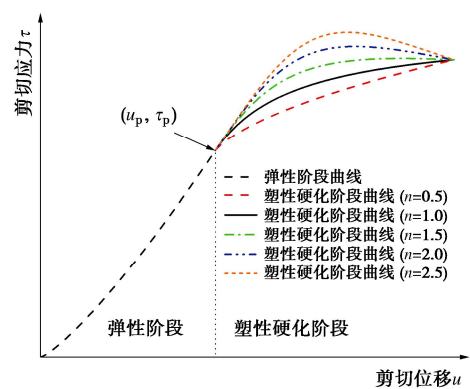 剪切应力τ
(up, τp)
弹性阶段曲线
塑性硬化阶段曲线 (n=0.5)
塑性硬化阶段曲线 (n=1.0)
塑性硬化阶段曲线 (n=1.5)
塑性硬化阶段曲线 (n=2.0)
塑性硬化阶段曲线 (n=2.5)
弹性阶段
塑性硬化阶段
剪切位移u